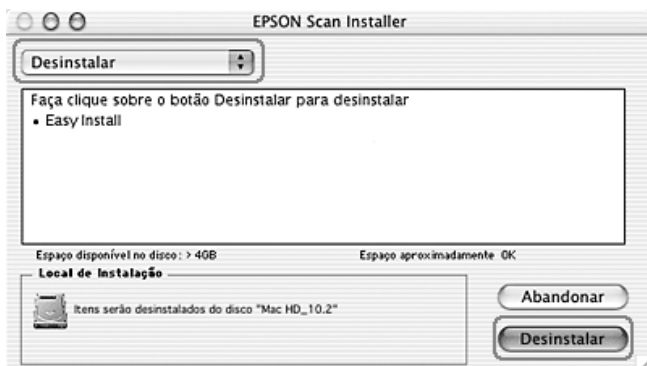 EPSON Scan Installer
Desinstalar
Faça clique sobre o botão Desinstalar para desinstalar
• Easy Install
Espaço disponível no disco: > 4GB
Espaço aproximadamente 0K
Local de Instalação
Itens serão desinstalados do disco "Mac HD_10.2"
Abandonar
Desinstalar